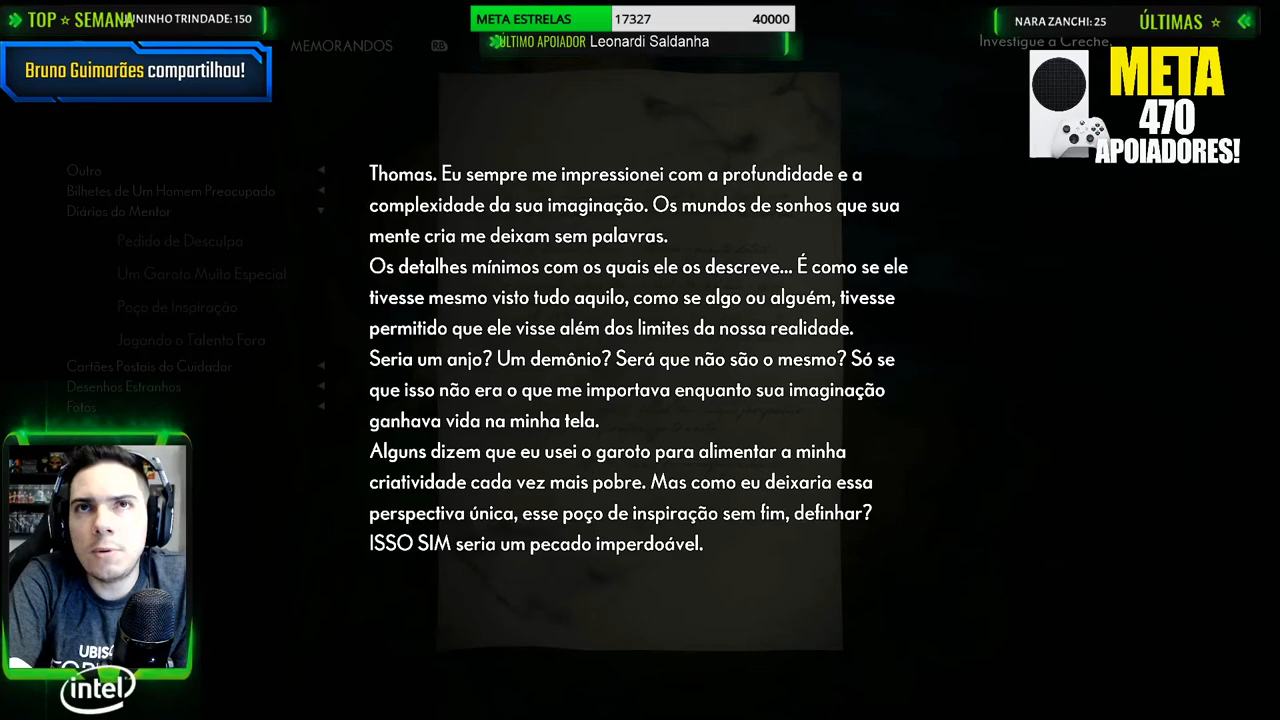 TOP ☆ SEMANA
JUNINHO TRINDADE: 150
META ESTRELAS 17327 40000
ÚLTIMO APOIADOR Leonardi Saldanha
NARA ZANCHI: 25
ÚLTIMAS ☆
MEMORANDOS
RB
Investigue a Creche.
Bruno Guimarães compartilhou!
META
470
APOIADORES!
Outro
Bilhetes de Um Homem Preocupado
Diários do Mentor
Pedido de Desculpa
Um Garoto Muito Especial
Poço de Inspiração
Jogando o Talento Fora
Cartões Postais do Cuidador
Desenhos Estranhos
Fotos
Thomas. Eu sempre me impressionei com a profundidade e a
complexidade da sua imaginação. Os mundos de sonhos que sua
mente cria me deixam sem palavras.
Os detalhes mínimos com os quais ele os descreve... É como se ele
tivesse mesmo visto tudo aquilo, como se algo ou alguém, tivesse
permitido que ele visse além dos limites da nossa realidade.
Seria um anjo? Um demônio? Será que não são o mesmo? Só se
que isso não era o que me importava enquanto sua imaginação
ganhava vida na minha tela.
Alguns dizem que eu usei o garoto para alimentar a minha
criatividade cada vez mais pobre. Mas como eu deixaria essa
perspectiva única, esse poço de inspiração sem fim, definhar?
ISSO SIM seria um pecado imperdoável.
UBIS
intel